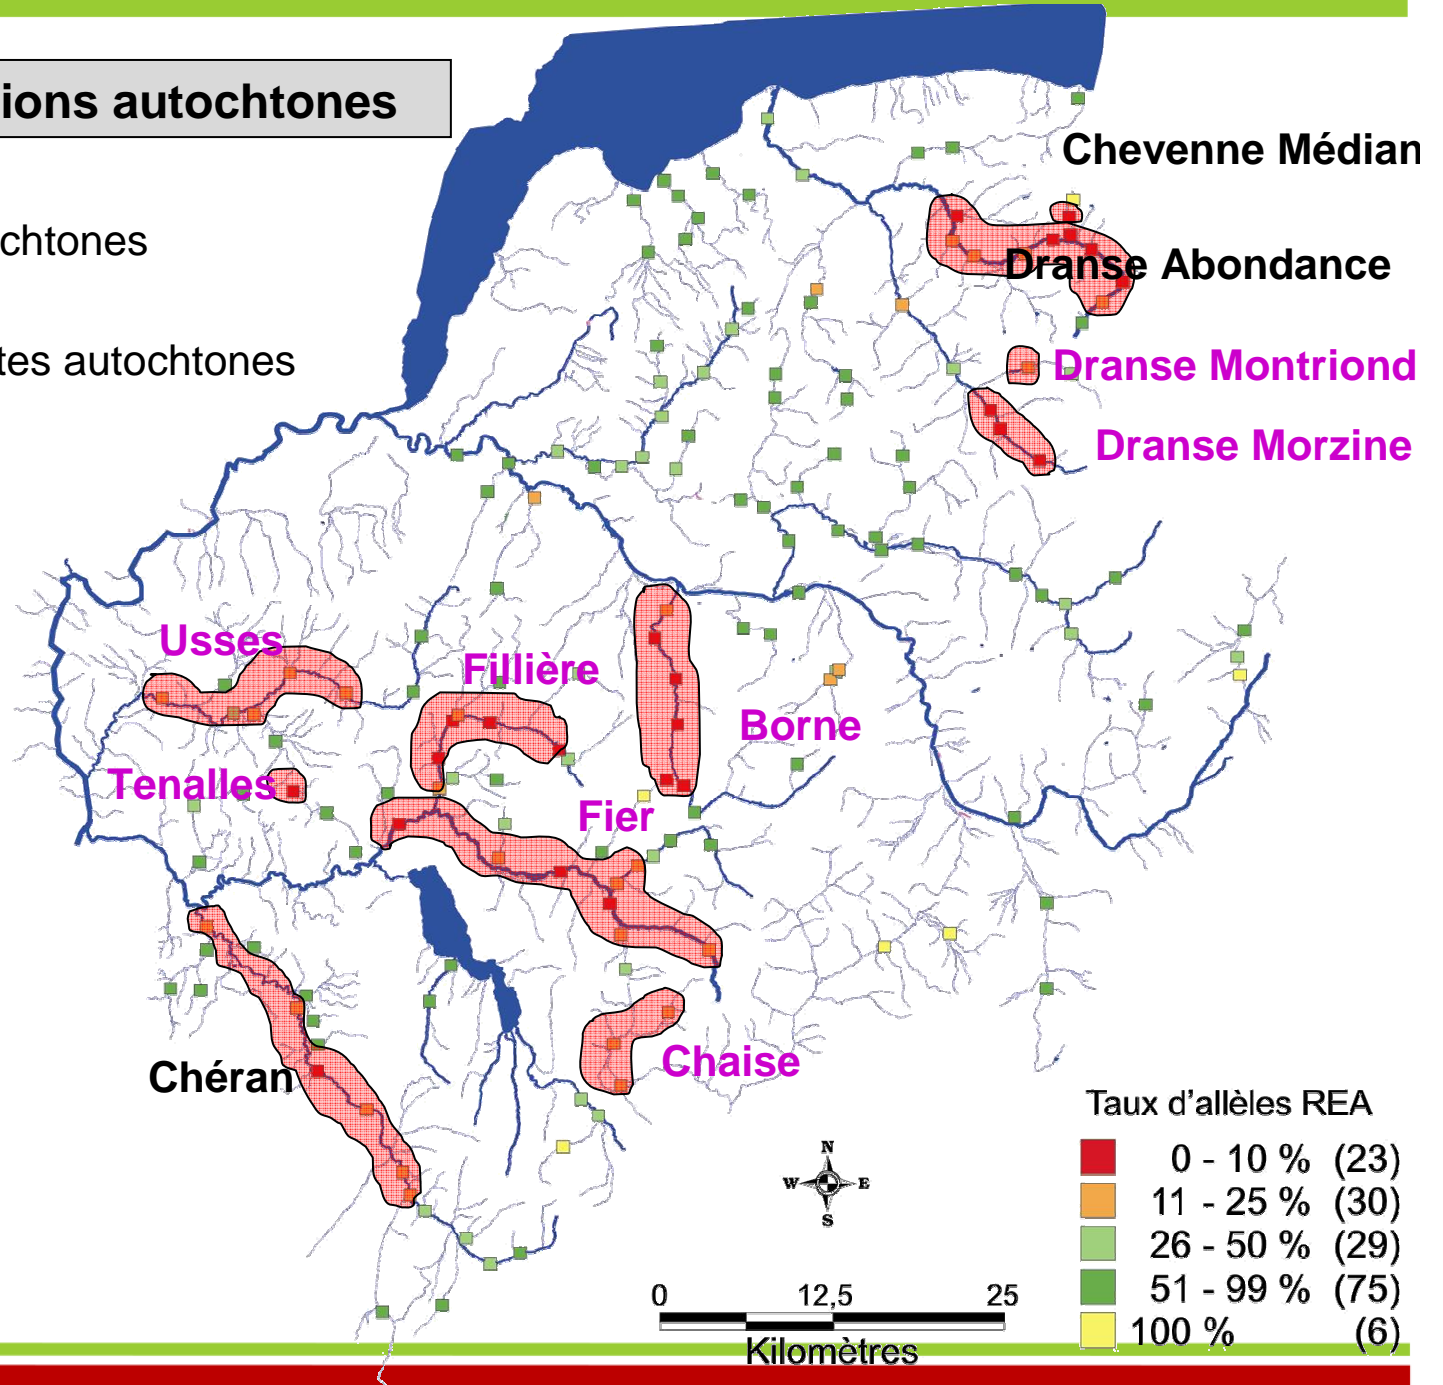 ions autochtones
chtones
tes autochtones
Chevenne Médian
Dranse Abondance
Dranse Montriond
Dranse Morzine
Usses
Fillière
Borne
Tenalles
Fier
Chéran
Chaise
N
W E
S
0 12,5 25
Kilomètres
Taux d'allèles REA
0 - 10 % (23)
11 - 25 % (30)
26 - 50 % (29)
51 - 99 % (75)
100 % (6)